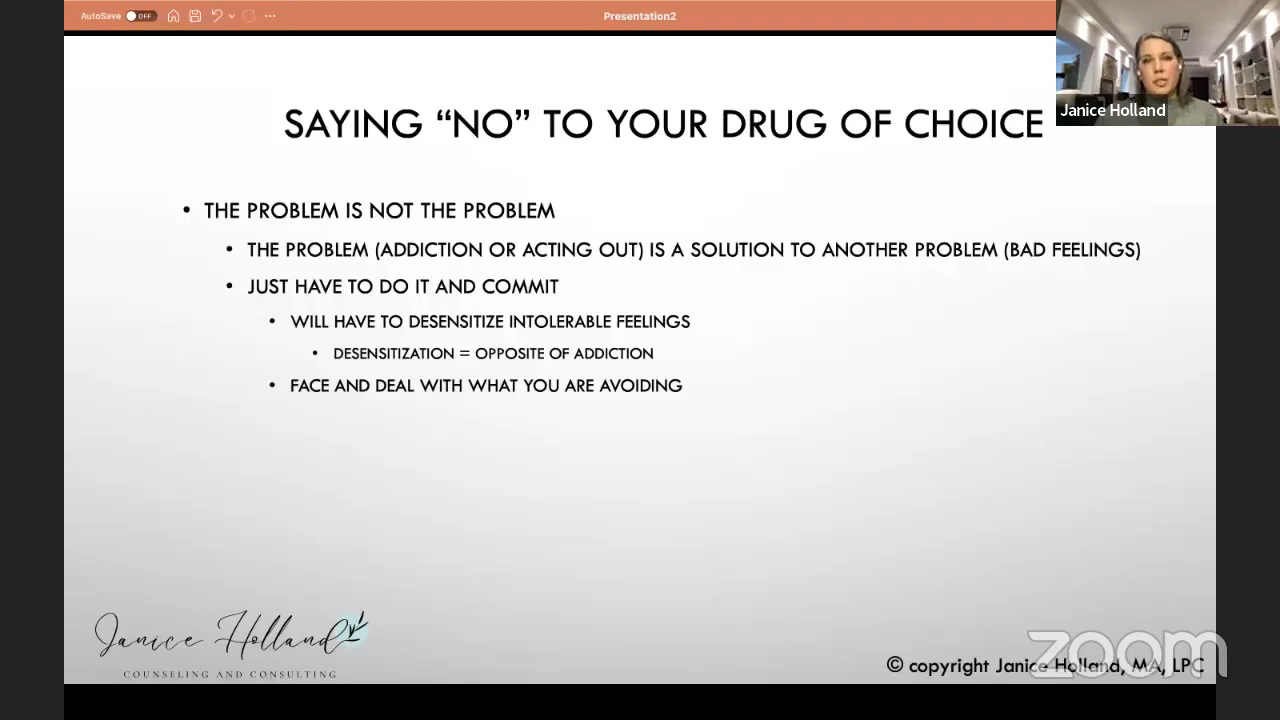 AutoSave OFF
Presentation2
Janice Holland
SAYING “NO” TO YOUR DRUG OF CHOICE
• THE PROBLEM IS NOT THE PROBLEM
• THE PROBLEM (ADDICTION OR ACTING OUT) IS A SOLUTION TO ANOTHER PROBLEM (BAD FEELINGS)
• JUST HAVE TO DO IT AND COMMIT
• WILL HAVE TO DESENSITIZE INTOLERABLE FEELINGS
• DESENSITIZATION = OPPOSITE OF ADDICTION
• FACE AND DEAL WITH WHAT YOU ARE AVOIDING
Janice Holland
COUNSELING AND CONSULTING
zoom
© copyright Janice Holland, MA, LPC